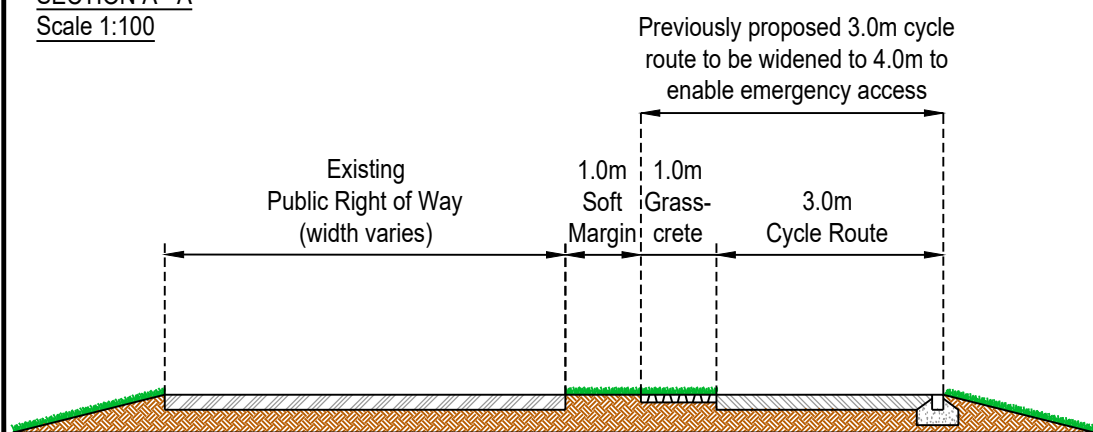 SECTION A - A
Scale 1:100
Previously proposed 3.0m cycle
route to be widened to 4.0m to
enable emergency access
Existing
Public Right of Way
(width varies)
1.0m
Soft
Margin
1.0m
Grass-
crete
3.0m
Cycle Route